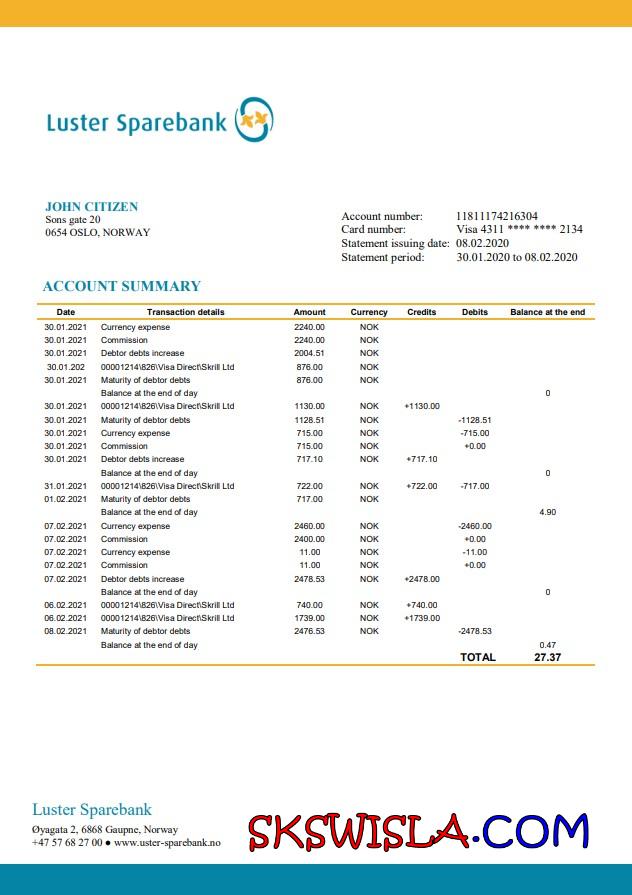 Luster Sparebank
JOHN CITIZEN
Sons gate 20
0654 OSLO, NORWAY
Account number: 11811174216304
Card number: Visa 4311 **** **** 2134
Statement issuing date: 08.02.2020
Statement period: 30.01.2020 to 08.02.2020
ACCOUNT SUMMARY
Date Transaction details Amount Currency Credits Debits Balance at the end
30.01.2021 Currency expense 2240.00 NOK
30.01.2021 Commission 2240.00 NOK
30.01.2021 Debtor debts increase 2004.51 NOK
30.01.202 00001214\826\Visa Direct\Skrill Ltd 876.00 NOK
30.01.2021 Maturity of debtor debts 876.00 NOK
Balance at the end of day 0
30.01.2021 00001214\826\Visa Direct\Skrill Ltd 1130.00 NOK +1130.00
30.01.2021 Maturity of debtor debts 1128.51 NOK -1128.51
30.01.2021 Currency expense 715.00 NOK -715.00
30.01.2021 Commission 715.00 NOK +0.00
30.01.2021 Debtor debts increase 717.10 NOK +717.10
Balance at the end of day 0
31.01.2021 00001214\826\Visa Direct\Skrill Ltd 722.00 NOK +722.00 -717.00
01.02.2021 Maturity of debtor debts 717.00 NOK
Balance at the end of day 4.90
07.02.2021 Currency expense 2460.00 NOK -2460.00
07.02.2021 Commission 2400.00 NOK +0.00
07.02.2021 Currency expense 11.00 NOK -11.00
07.02.2021 Commission 11.00 NOK +0.00
07.02.2021 Debtor debts increase 2478.53 NOK +2478.00
Balance at the end of day 0
06.02.2021 00001214\826\Visa Direct\Skrill Ltd 740.00 NOK +740.00
06.02.2021 00001214\826\Visa Direct\Skrill Ltd 1739.00 NOK +1739.00
08.02.2021 Maturity of debtor debts 2476.53 NOK -2478.53
Balance at the end of day 0.47
TOTAL 27.37
Luster Sparebank
Øyagata 2, 6868 Gaupne, Norway
+47 57 68 27 00 ● www.uster-sparebank.no
SKSWISLA.COM